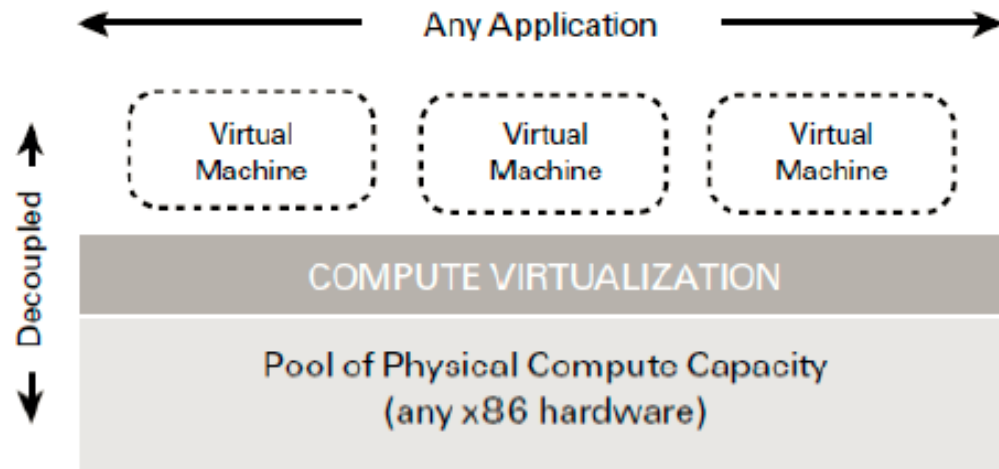 Any Application
Virtual
Machine
Virtual
Machine
Virtual
Machine
Decoupled
COMPUTE VIRTUALIZATION
Pool of Physical Compute Capacity
(any x86 hardware)